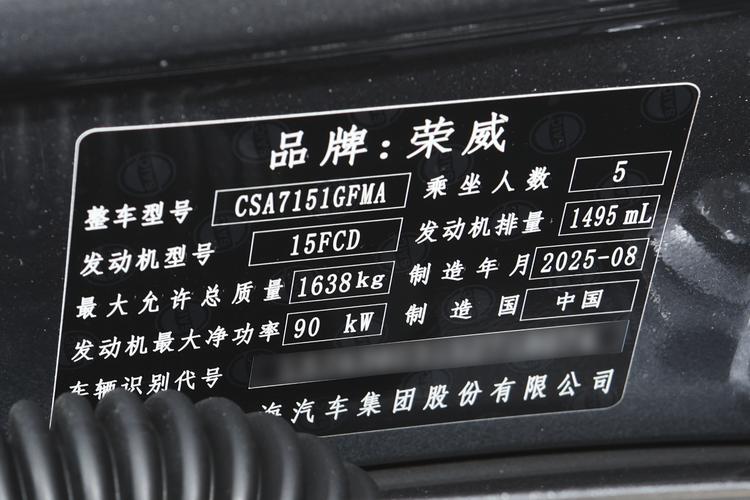 品牌：荣威
整车型号 CSA7151GFMA 乘坐人数 5
发动机型号 15FCD 发动机排量 1495mL
最大允许总质量 1638kg 制造年月 2025-08
发动机最大净功率 90 kW 制造国 中国
车辆识别代号
海汽车集团股份有限公司